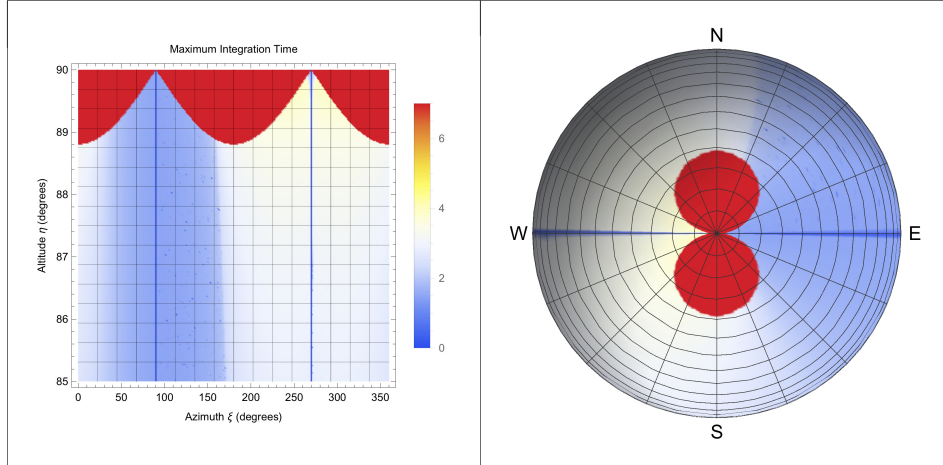 Maximum Integration Time
90
89
88
87
86
85
Altitude η (degrees)
0 50 100 150 200 250 300 350
Azimuth ξ (degrees)
6
4
2
0
N
W E
S